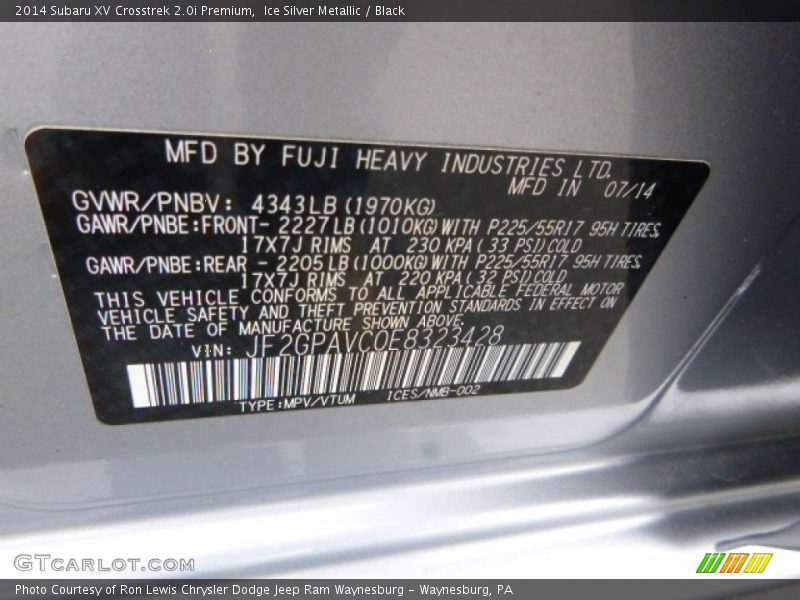 2014 Subaru XV Crosstrek 2.0i Premium,  Ice Silver Metallic / Black
MFD BY FUJI HEAVY INDUSTRIES LTD.
MFD IN 07/14
GVWR/PNBV: 4343LB(1970KG)
GAWR/PNBE:FRONT- 2227LB(1010KG)WITH P225/55R17 95H TIRES,
17X7J RIMS AT 230 KPA( 33 PSI)COLD
GAWR/PNBE:REAR - 2205LB(1000KG)WITH P225/55R17 95H TIRES,
17X7J RIMS AT 220 KPA(32 PSI)COLD
THIS VEHICLE CONFORMS TO ALL APPLICABLE FEDERAL MOTOR
VEHICLE SAFETY AND THEFT PREVENTION STANDARDS IN EFFECT ON
THE DATE OF MANUFACTURE SHOWN ABOVE.
VIN: JF2GPAVC0E8323428
TYPE:MPV/VTUM ICES/NMB-002
GTCARLOT.COM
Photo Courtesy of Ron Lewis Chrysler Dodge Jeep Ram Waynesburg - Waynesburg, PA